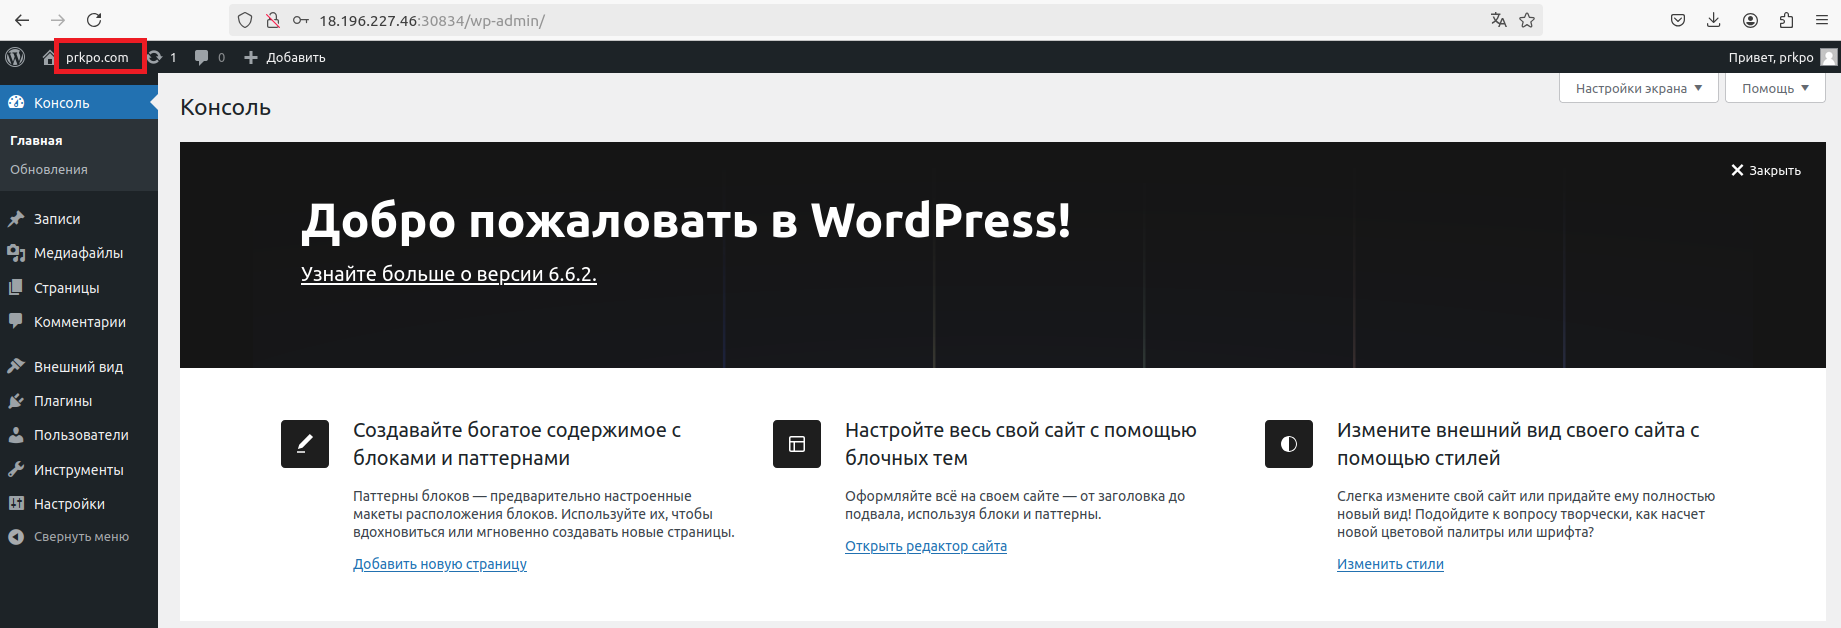 18.196.227.46:30834/wp-admin/
prkpo.com 1 0 Добавить Привет, prkpo
Консоль
Главная
Обновления
Записи
Медиафайлы
Страницы
Комментарии
Внешний вид
Плагины
Пользователи
Инструменты
Настройки
Свернуть меню
Настройки экрана Помощь
Консоль
Закрыть
Добро пожаловать в WordPress!
Узнайте больше о версии 6.6.2.
Создавайте богатое содержимое с
блоками и паттернами
Паттерны блоков — предварительно настроенные
макеты расположения блоков. Используйте их, чтобы
вдохновиться или мгновенно создавать новые страницы.
Добавить новую страницу
Настройте весь свой сайт с помощью
блочных тем
Оформляйте всё на своем сайте — от заголовка до
подвала, используя блоки и паттерны.
Открыть редактор сайта
Измените внешний вид своего сайта с
помощью стилей
Слегка измените свой сайт или придайте ему полностью
новый вид! Подойдите к вопросу творчески, как насчет
новой цветовой палитры или шрифта?
Изменить стили